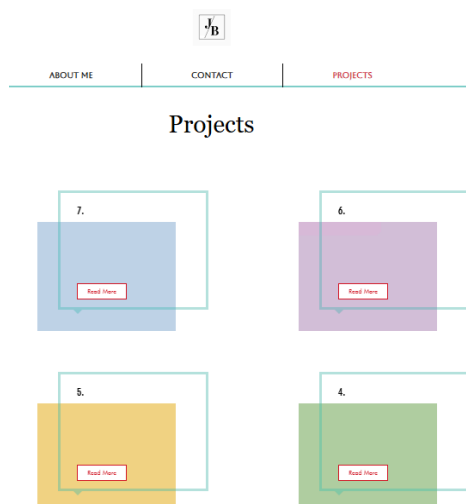 J/B
ABOUT ME CONTACT PROJECTS
Projects
7. 6.
Read More Read More
5. 4.
Read More Read More